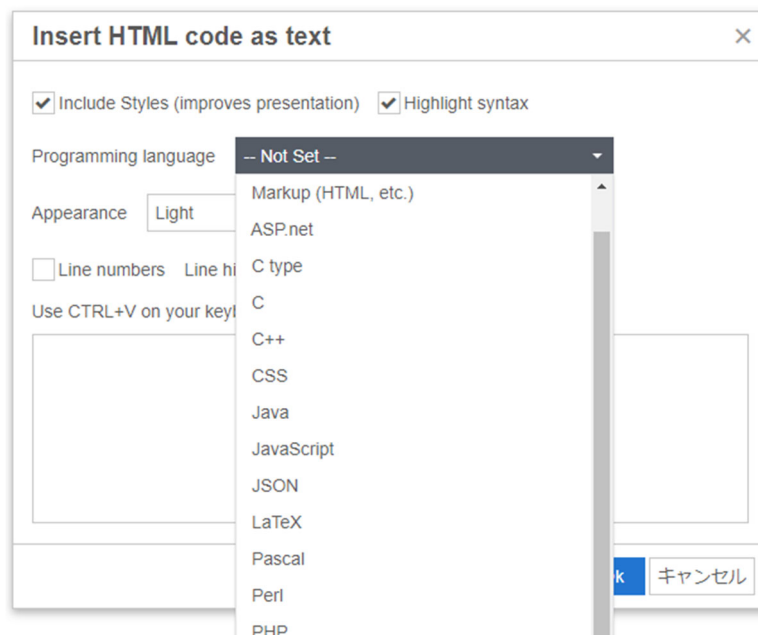 Insert HTML code as text
Include Styles (improves presentation) Highlight syntax
Programming language -- Not Set --
Markup (HTML, etc.)
Appearance Light ASP.net
C type
Line numbers Line hi
C
Use CTRL+V on your key
C++
CSS
Java
JavaScript
JSON
LaTeX
Pascal
k キャンセル
Perl
PHP